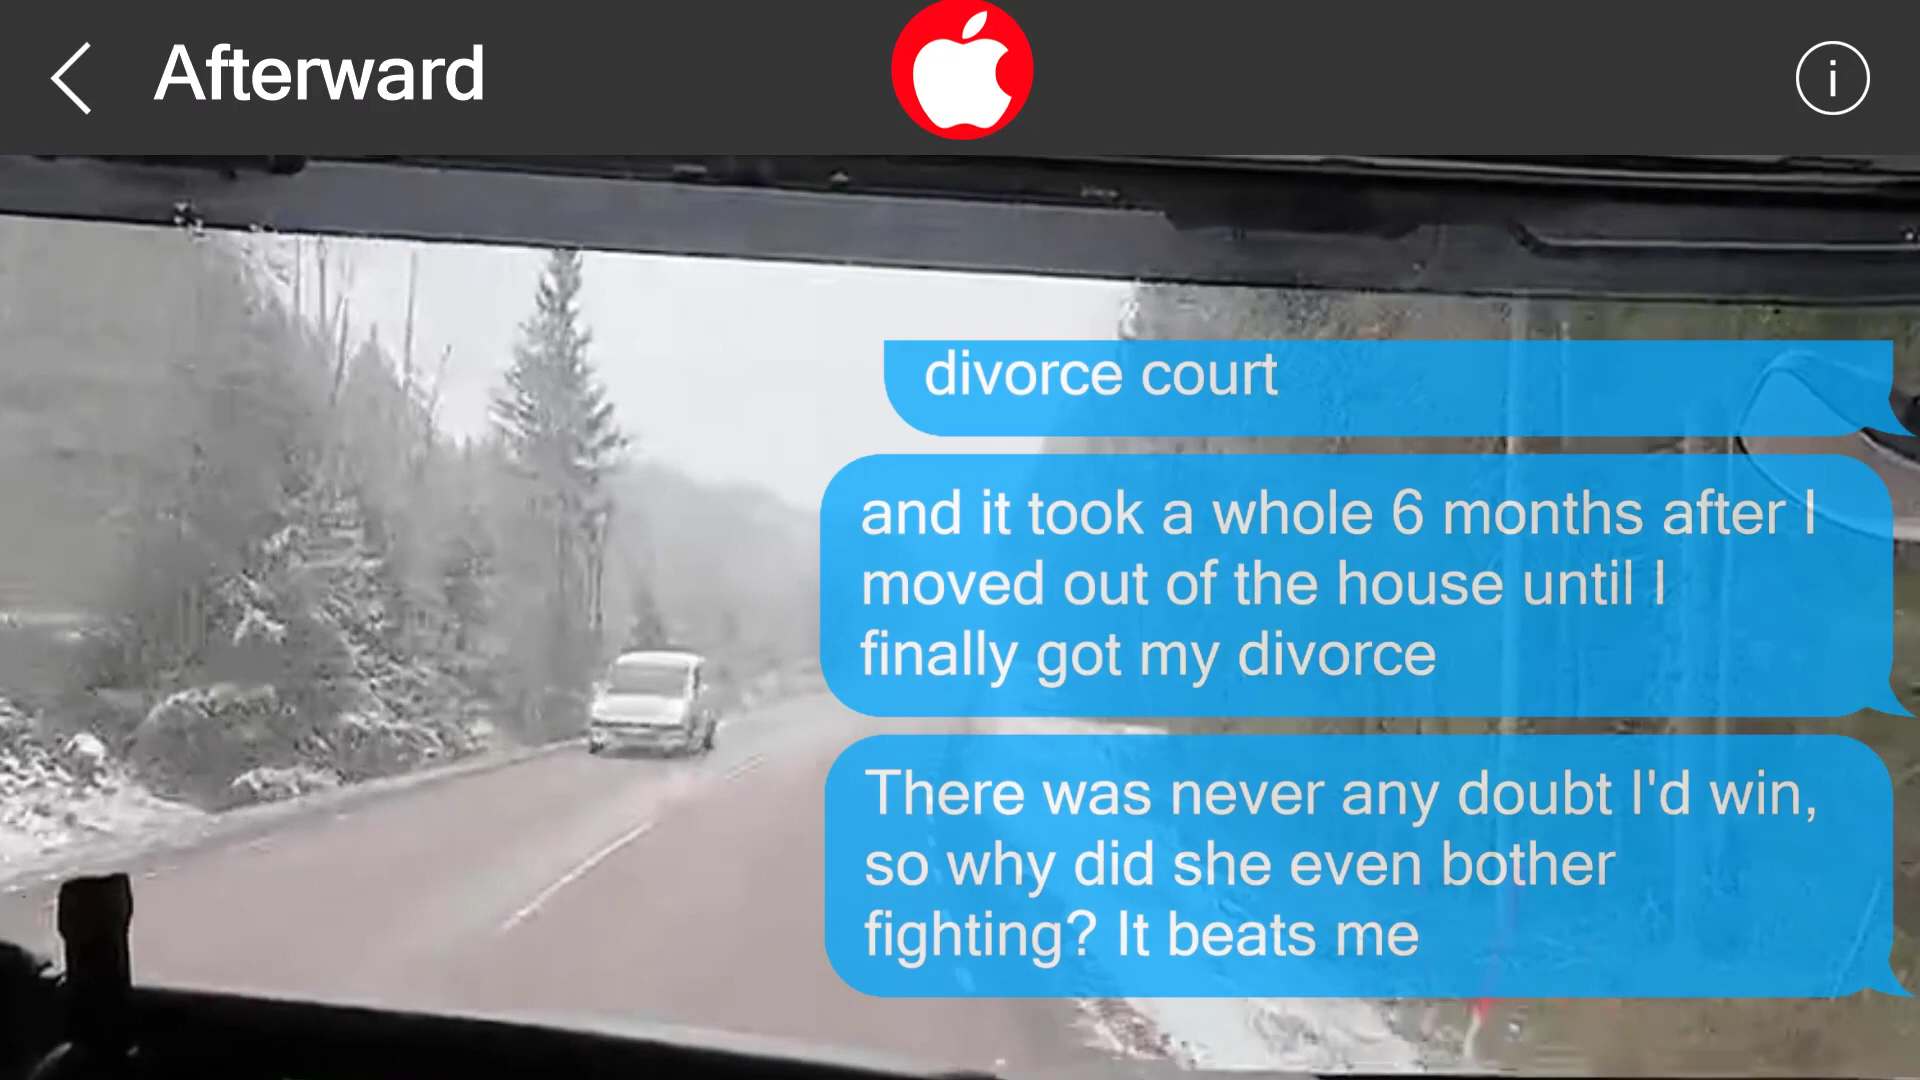 Afterward
i
divorce court
and it took a whole 6 months after I
moved out of the house until I
finally got my divorce
There was never any doubt I'd win,
so why did she even bother
fighting? It beats me